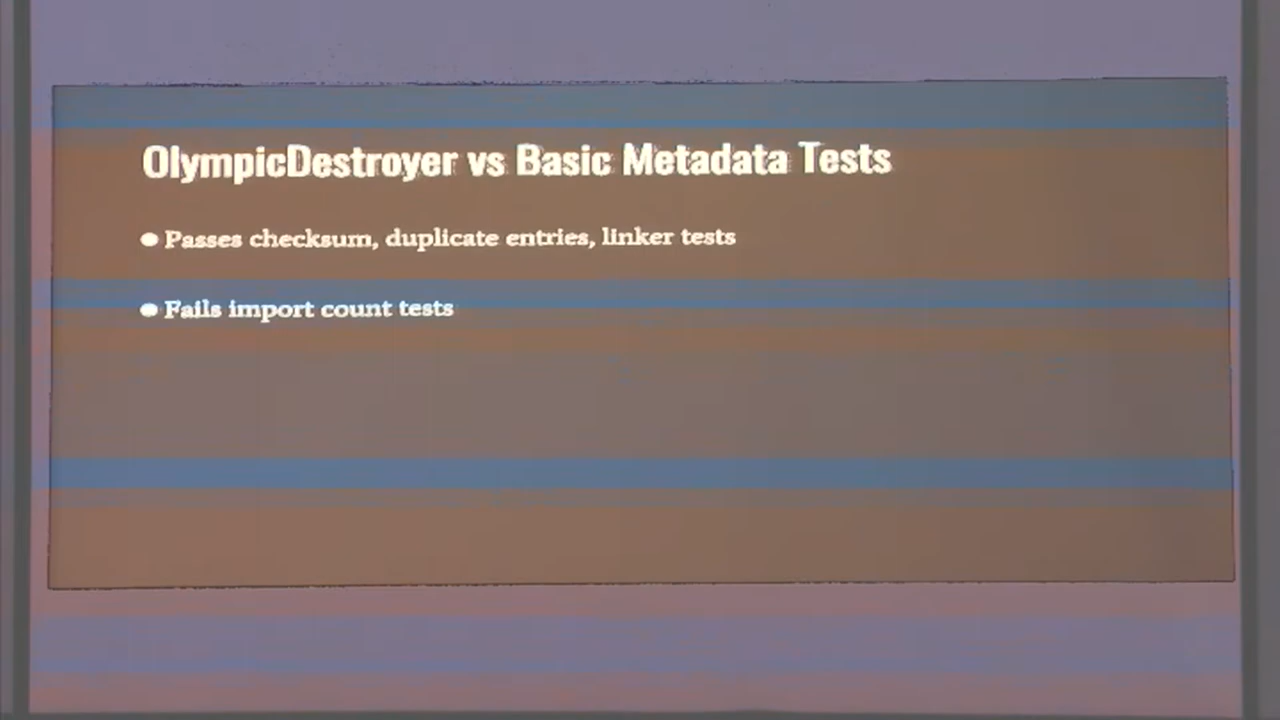 OlympicDestroyer vs Basic Metadata Tests
● Passes checksum, duplicate entries, linker tests
● Fails import count tests